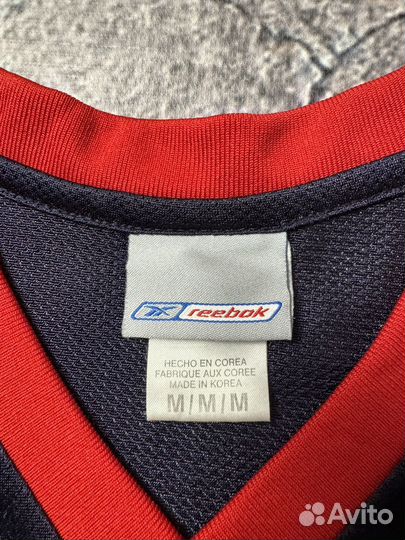 reebok
HECHO EN COREA
FABRIQUE AUX COREE
MADE IN KOREA
M/M/M
Avito